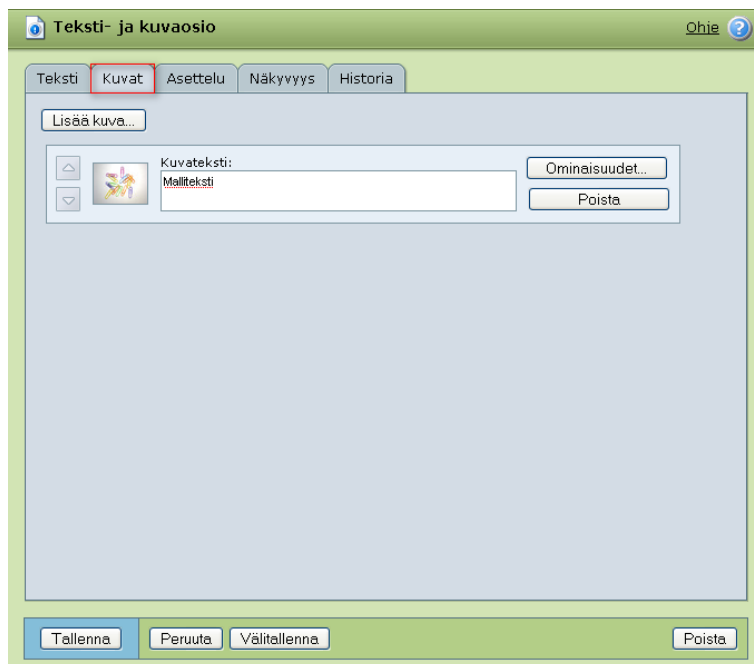 Teksti- ja kuvaosio
Ohje
Teksti Kuvat Asettelu Näkyvyys Historia
Lisää kuva...
Kuvateksti:
Malliteksti
Ominaisuudet...
Poista
Tallenna Peruuta Välitallenna Poista